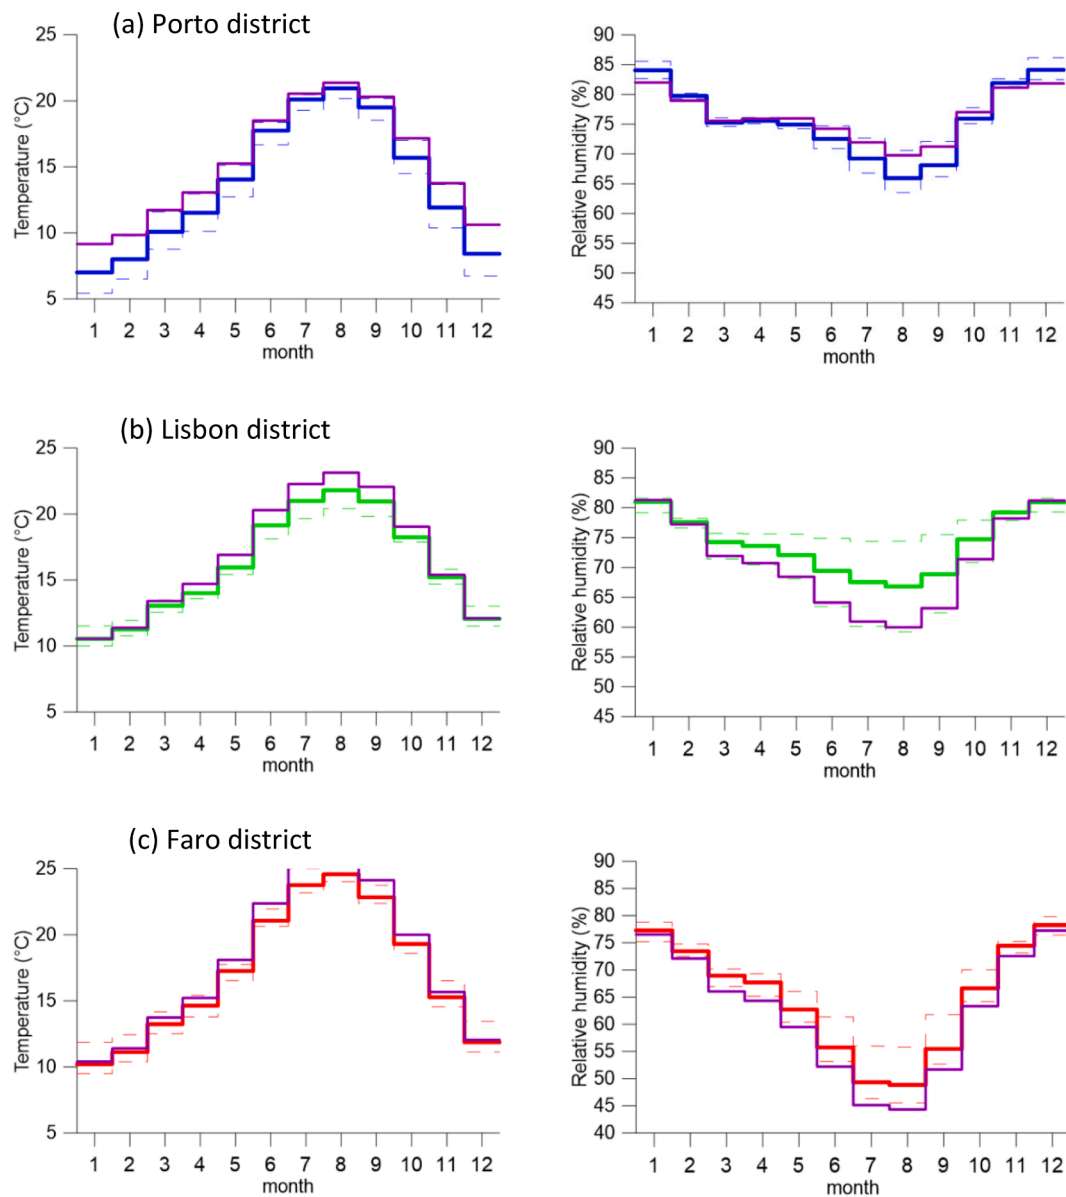 (a) Porto district
25
20
15
10
5
Temperature (°C)
1 2 3 4 5 6 7 8 9 10 11 12
month
90
85
80
75
70
65
60
55
50
45
Relative humidity (%)
1 2 3 4 5 6 7 8 9 10 11 12
month
(b) Lisbon district
25
20
15
10
5
Temperature (°C)
1 2 3 4 5 6 7 8 9 10 11 12
month
90
85
80
75
70
65
60
55
50
45
Relative humidity (%)
1 2 3 4 5 6 7 8 9 10 11 12
month
(c) Faro district
25
20
15
10
5
Temperature (°C)
1 2 3 4 5 6 7 8 9 10 11 12
month
90
85
80
75
70
65
60
55
50
45
40
Relative humidity (%)
1 2 3 4 5 6 7 8 9 10 11 12
month